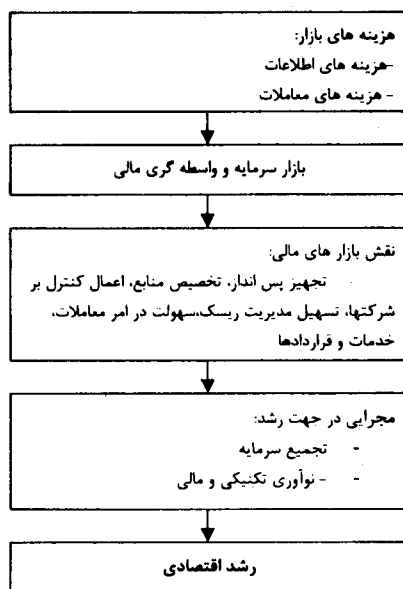 هزینه های بازار:
-هزینه های اطلاعات
- هزینه های معاملات
بازار سرمایه و واسطه گری مالی
نقش بازار های مالی:
تجهیز پس انداز، تخصیص منابع، اعمال کنترل بر
شرکتها، تسهیل مدیریت ریسک،سهولت در امر معاملات،
خدمات و قراردادها
مجرایی در جهت رشد:
- تجمیع سرمایه
- - نوآوری تکنیکی و مالی
رشد اقتصادی